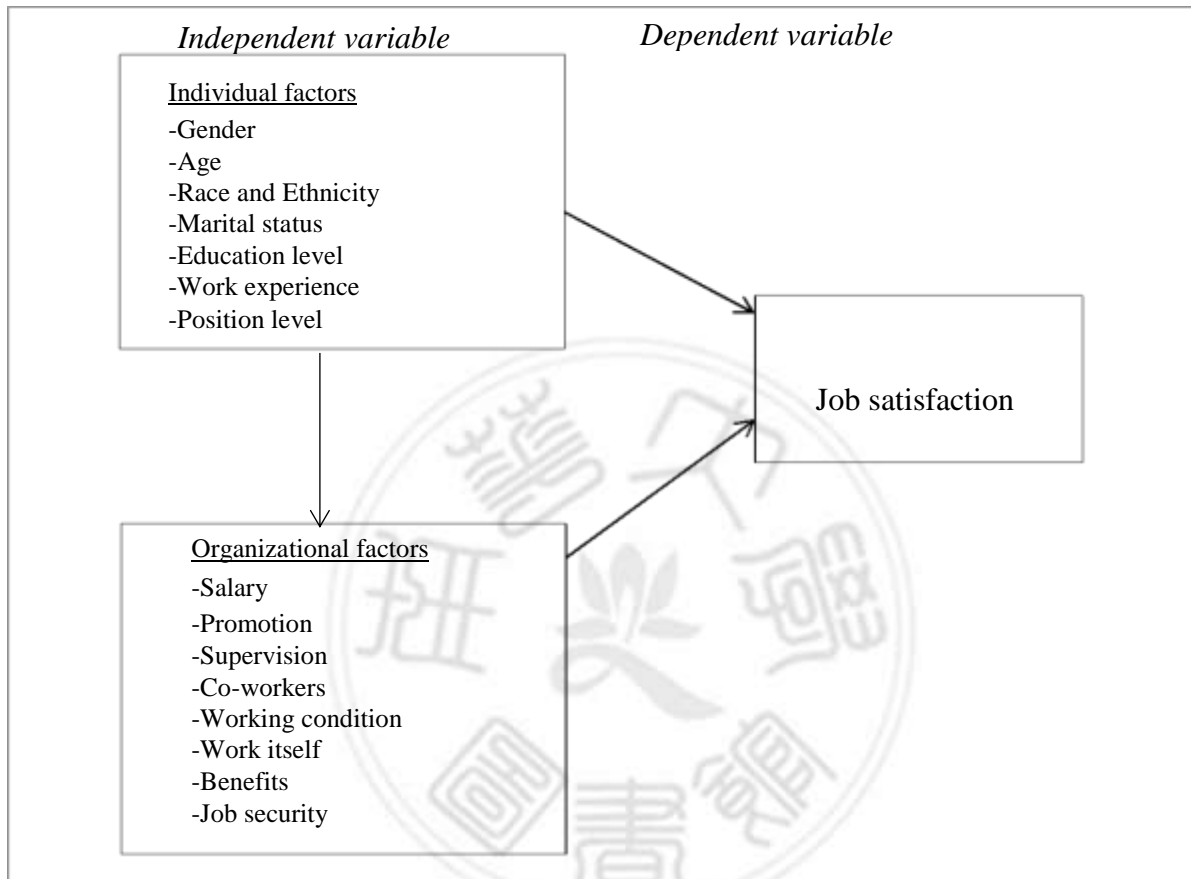 Independent variable
Dependent variable
Individual factors
-Gender
-Age
-Race and Ethnicity
-Marital status
-Education level
-Work experience
-Position level
Job satisfaction
Organizational factors
-Salary
-Promotion
-Supervision
-Co-workers
-Working condition
-Work itself
-Benefits
-Job security